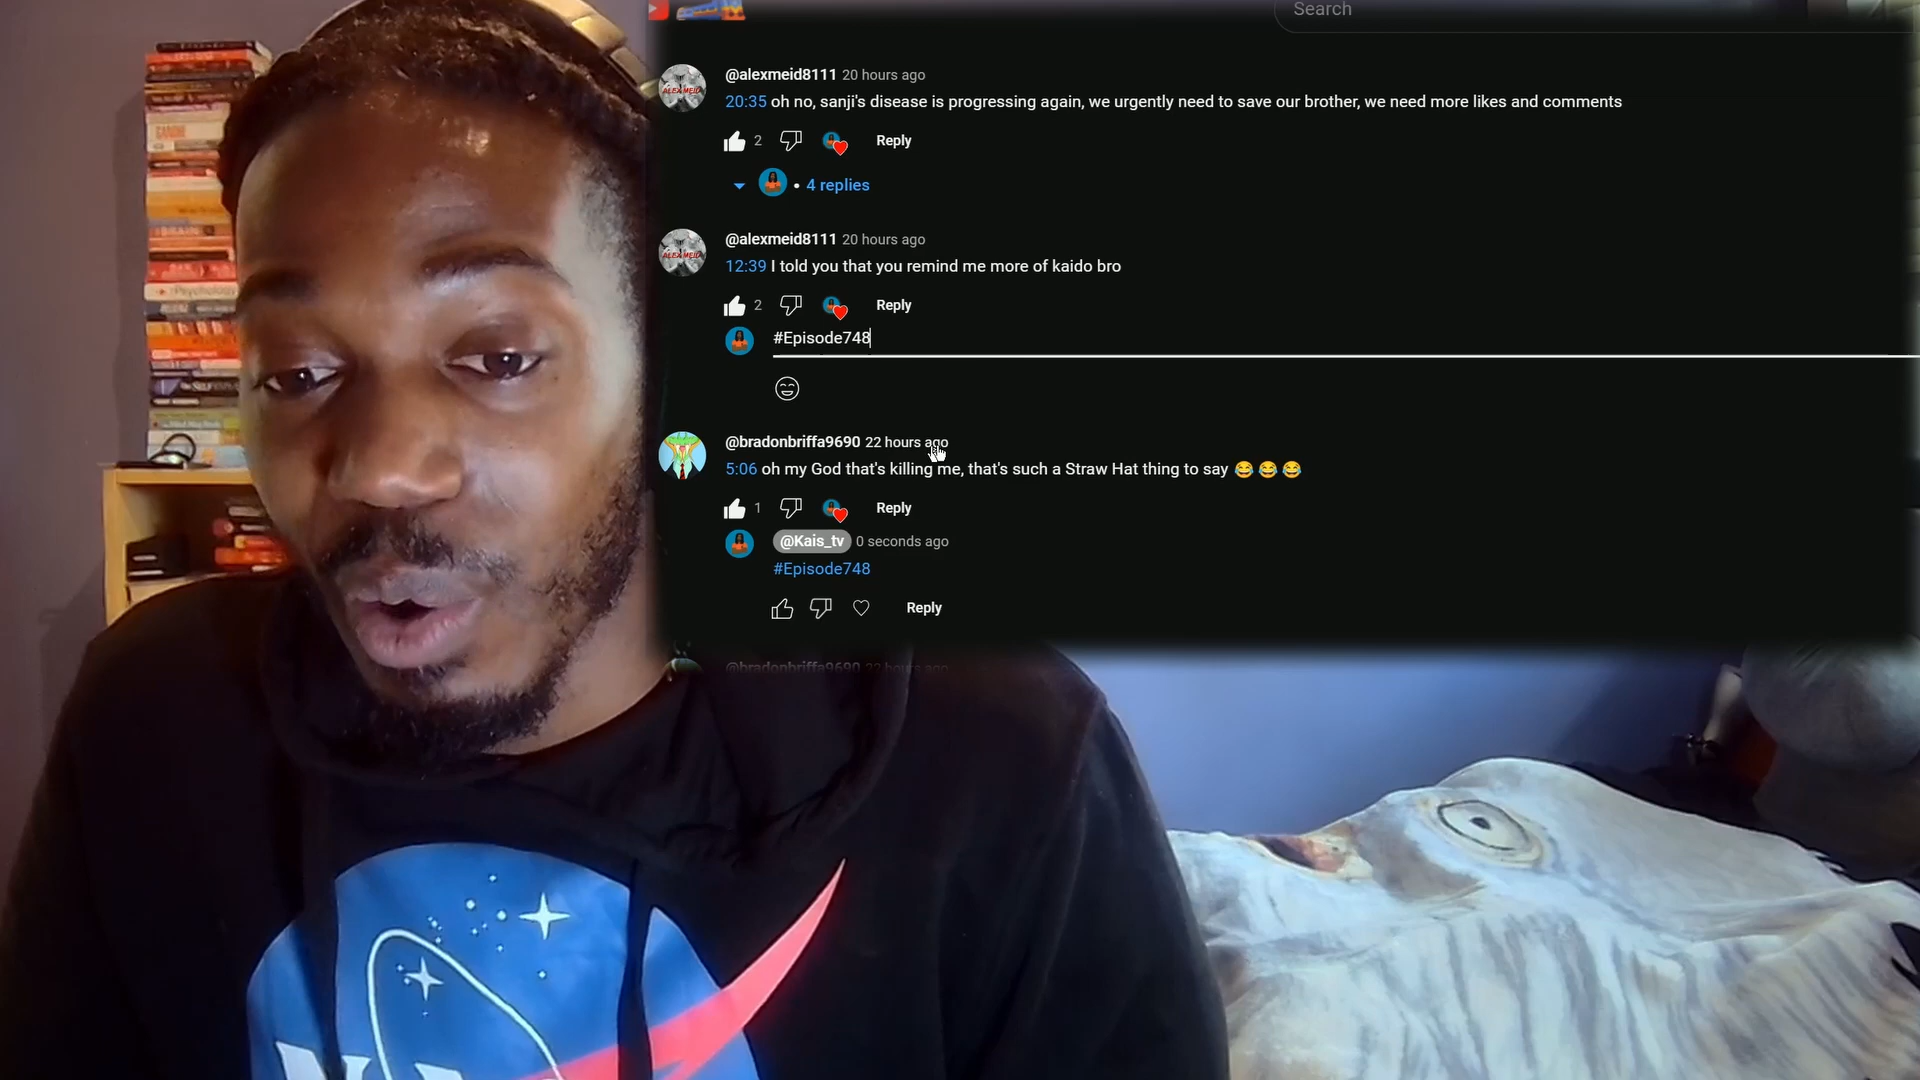 Search
@alexmeid8111 20 hours ago
20:35 oh no, sanji's disease is progressing again, we urgently need to save our brother, we need more likes and comments
2 Reply
4 replies
@alexmeid8111 20 hours ago
12:39 I told you that you remind me more of kaido bro
2 Reply
#Episode748
@bradonbriffa9690 22 hours ago
5:06 oh my God that's killing me, that's such a Straw Hat thing to say 😂😂😂
1 Reply
@Kais_tv 0 seconds ago
#Episode748
Reply
@bradonbriffa9690 22 hours ago